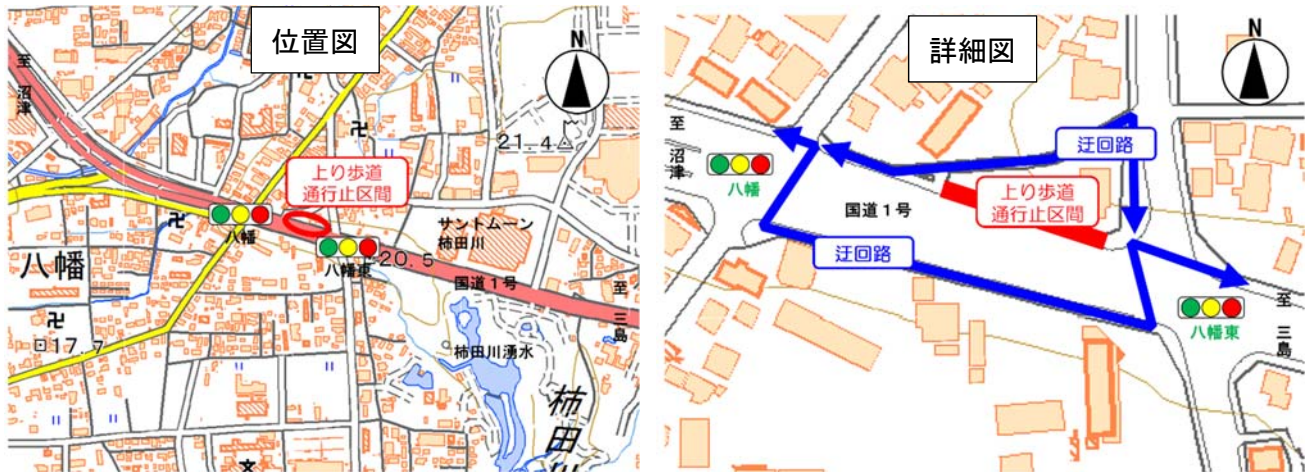 位置図
N
至
沼
津
卍
卍
21.4
上り歩道
通行止区間
卍
八幡
サントムーン
柿田川
八幡
八幡東
20.5
国道1号
至
三
島
卍
17.7
柿田川湧水
柿
田
文
詳細図
N
至
沼
津
迂回路
八幡
国道1号
上り歩道
通行止区間
迂回路
八幡東
至
三
島